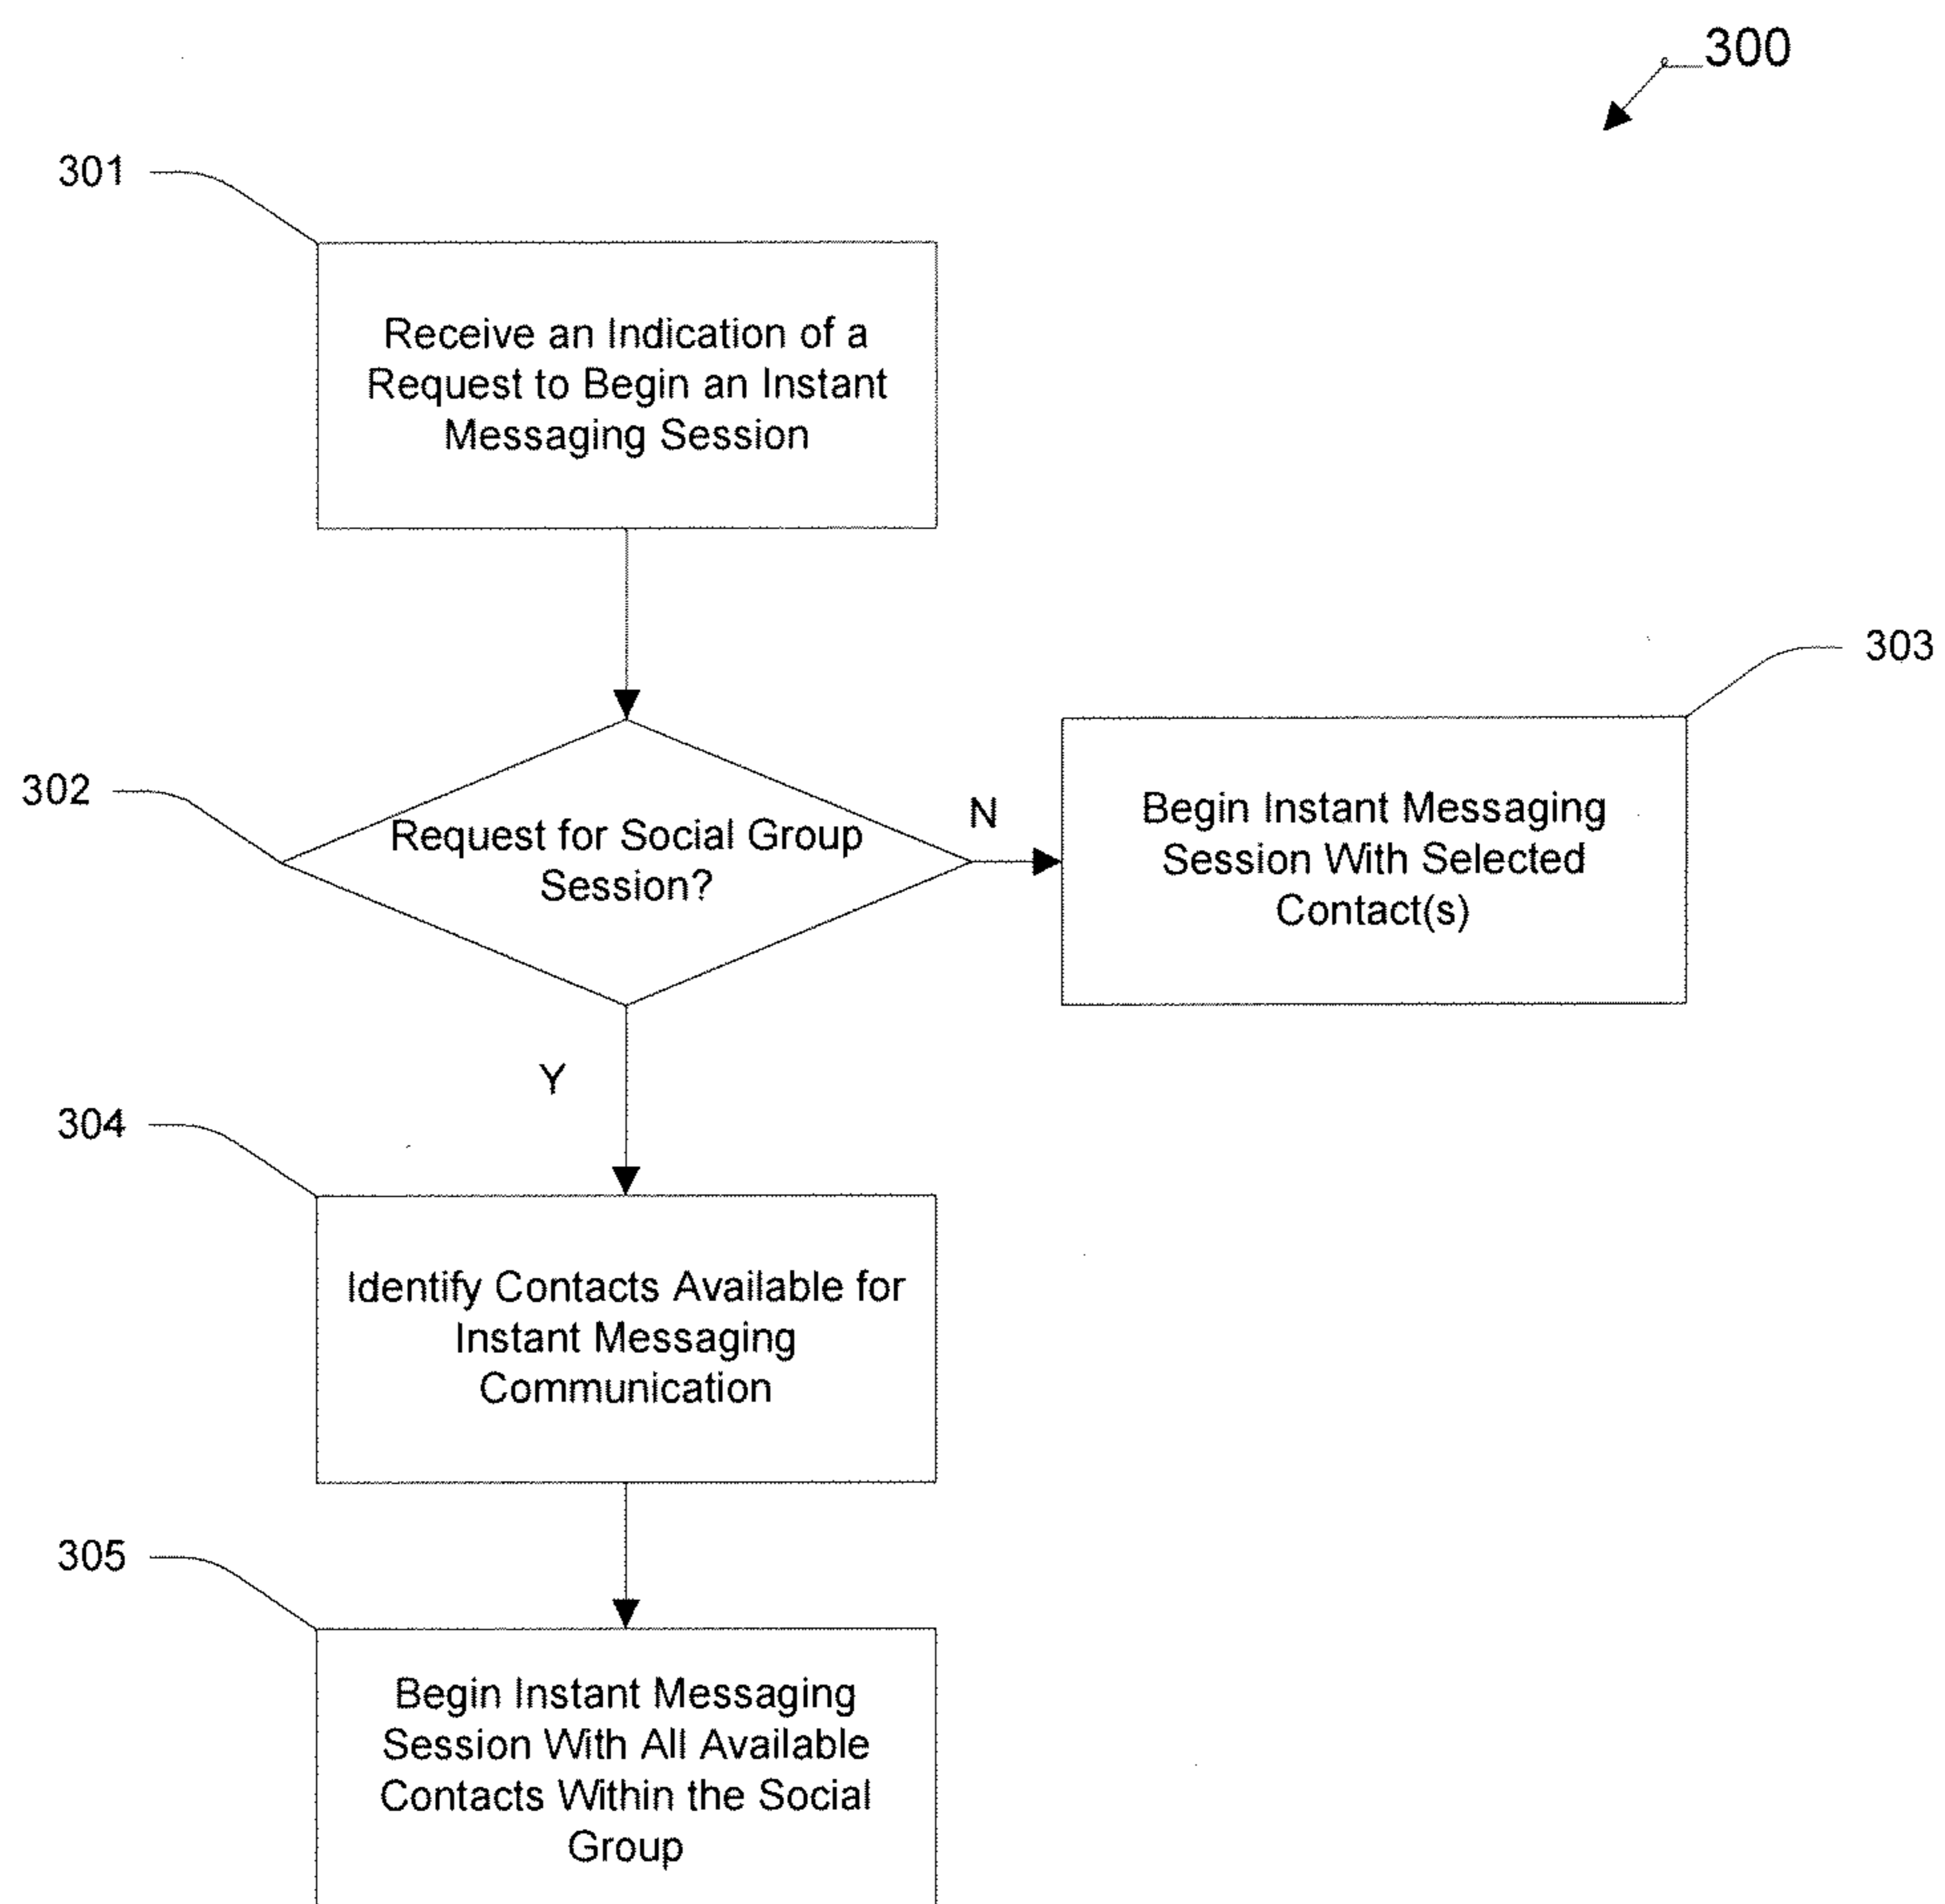 300
301
Receive an Indication of a
Request to Begin an Instant
Messaging Session
302
Request for Social Group
Session?
N
303
Begin Instant Messaging
Session With Selected
Contact(s)
Y
304
Identify Contacts Available for
Instant Messaging
Communication
305
Begin Instant Messaging
Session With All Available
Contacts Within the Social
Group